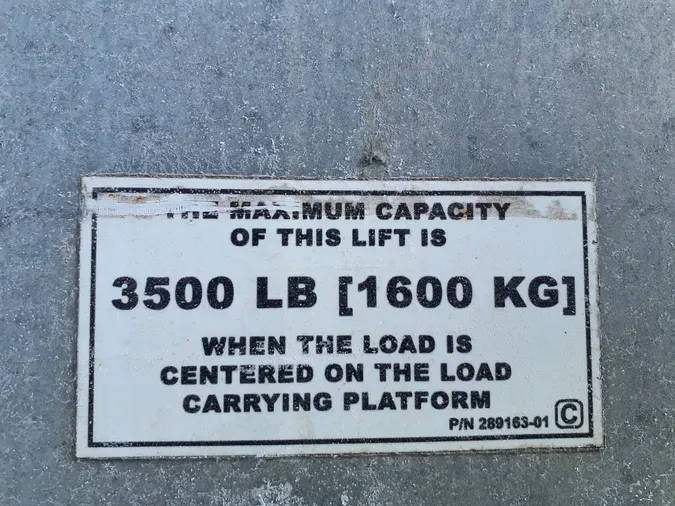 THE MAXIMUM CAPACITY
OF THIS LIFT IS
3500 LB [1600 KG]
WHEN THE LOAD IS
CENTERED ON THE LOAD
CARRYING PLATFORM
P/N 289163-01 C